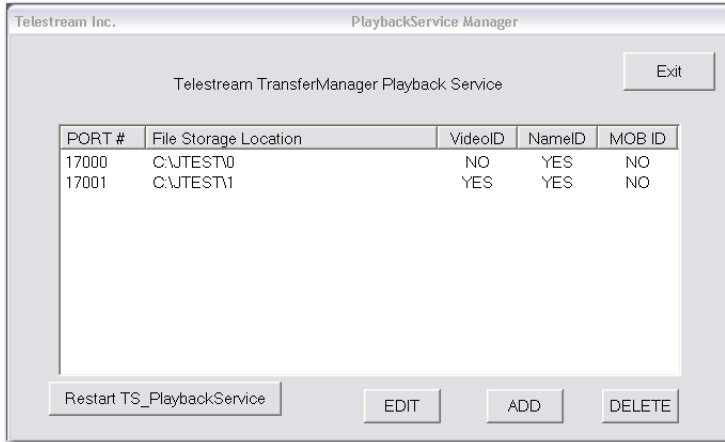 Telestream Inc. PlaybackService Manager
Exit
Telestream TransferManager Playback Service
PORT # File Storage Location VideoID NameID MOB ID
17000 C:\JTEST\0 NO YES NO
17001 C:\JTEST\1 YES YES NO
Restart TS_PlaybackService EDIT ADD DELETE